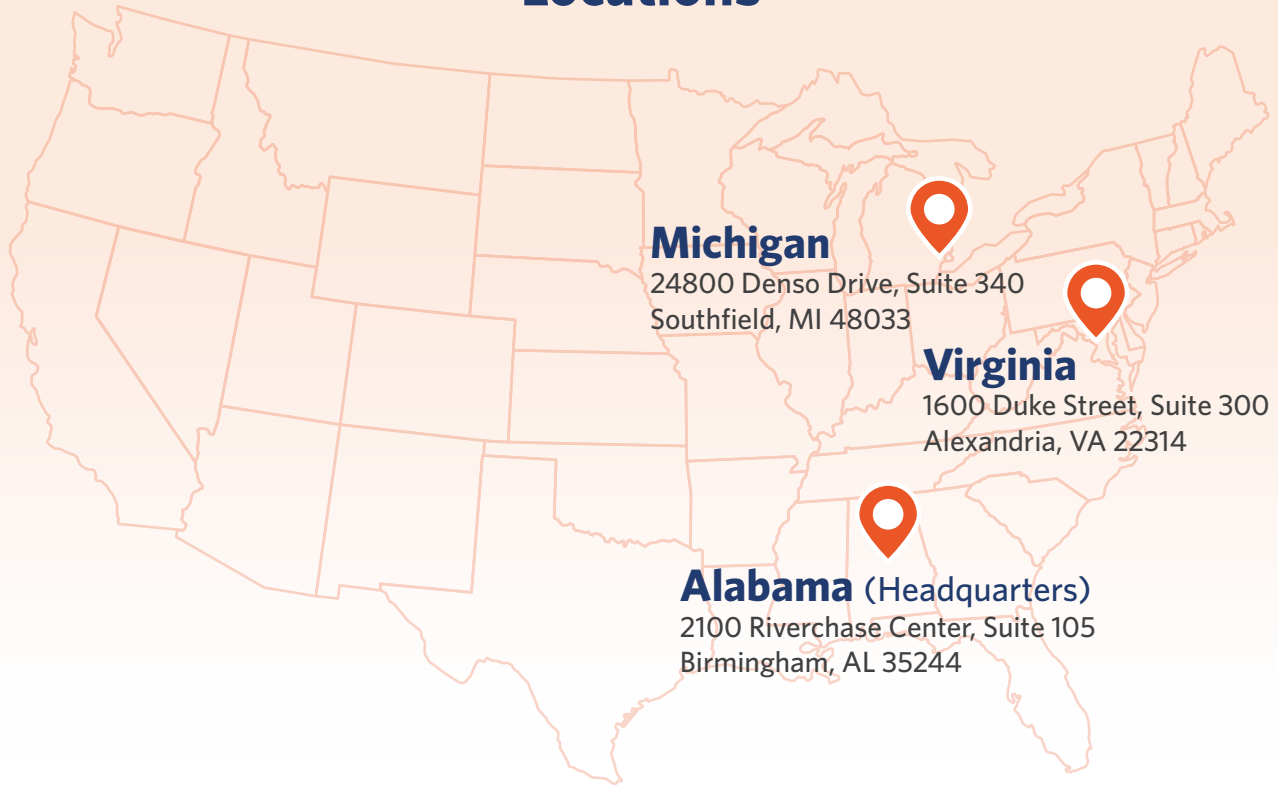 Locations
Michigan
24800 Denso Drive, Suite 340
Southfield, MI 48033
Virginia
1600 Duke Street, Suite 300
Alexandria, VA 22314
Alabama (Headquarters)
2100 Riverchase Center, Suite 105
Birmingham, AL 35244